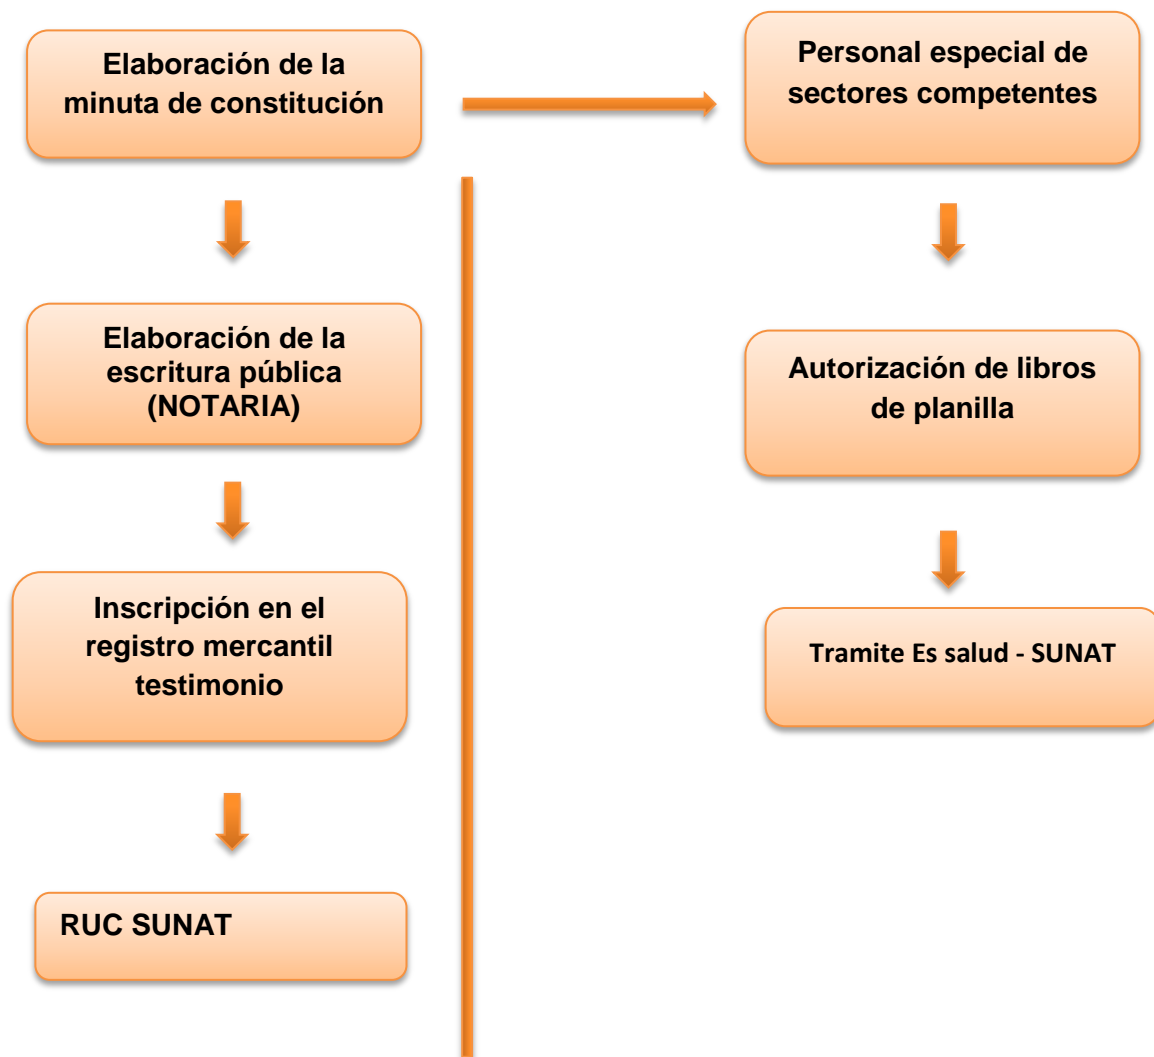 Elaboración de la
minuta de constitución
Elaboración de la
escritura pública
(NOTARIA)
Inscripción en el
registro mercantil
testimonio
RUC SUNAT
Personal especial de
sectores competentes
Autorización de libros
de planilla
Tramite Es salud - SUNAT